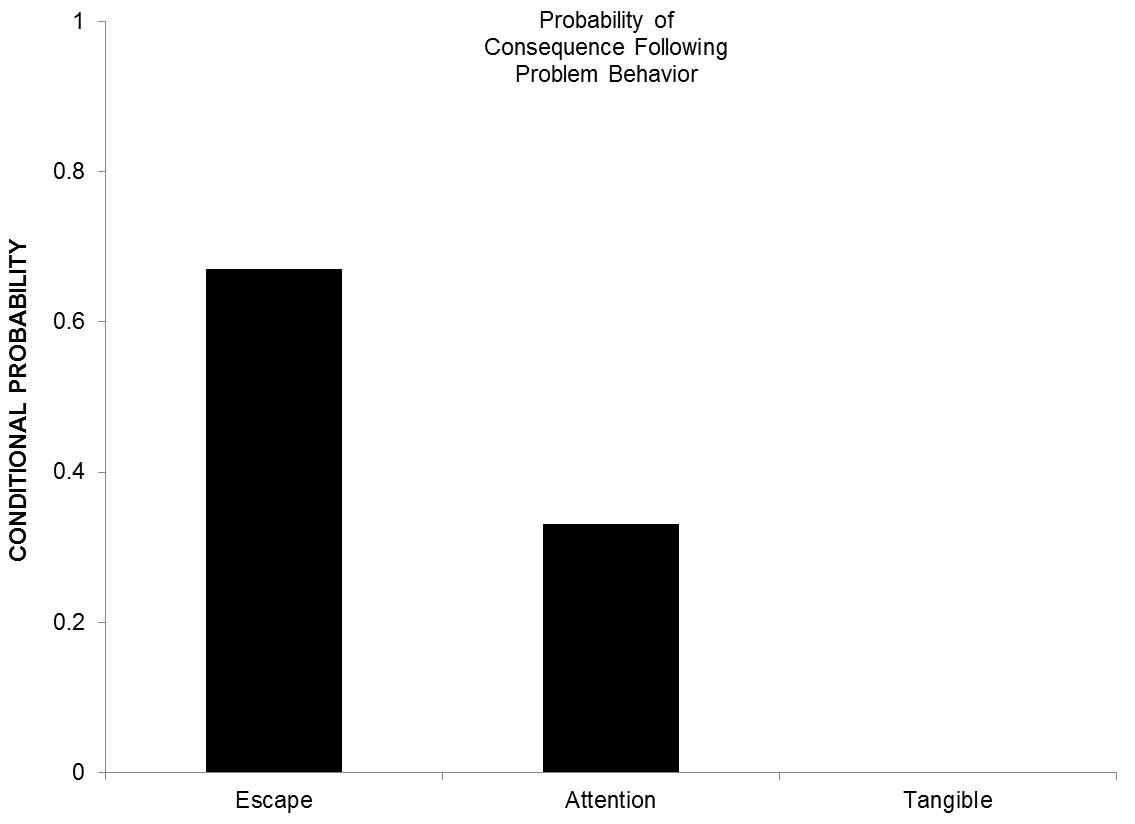 Probability of
Consequence Following
Problem Behavior
CONDITIONAL PROBABILITY
1
0.8
0.6
0.4
0.2
0
Escape
Attention
Tangible